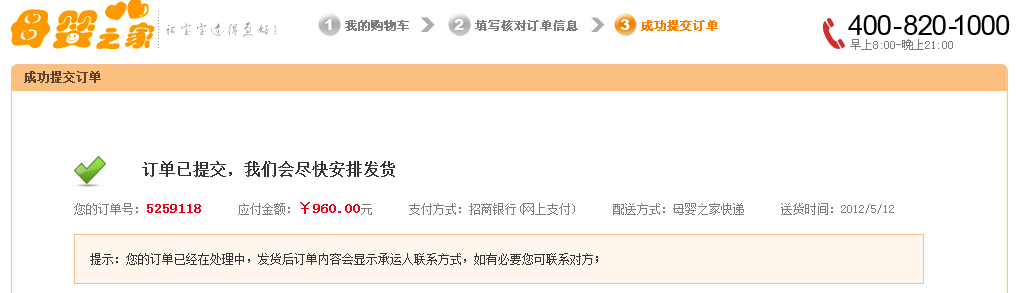 母婴之家 让宝宝过得更好!
1 我的购物车 2 填写核对订单信息 3 成功提交订单
400-820-1000
早上8:00-晚上21:00
成功提交订单
订单已提交，我们会尽快安排发货
您的订单号：5259118 应付金额：￥960.00元 支付方式：招商银行(网上支付) 配送方式：母婴之家快递 送货时间：2012/5/12
提示：您的订单已经在处理中，发货后订单内容会显示承运人联系方式，如有必要您可联系对方；